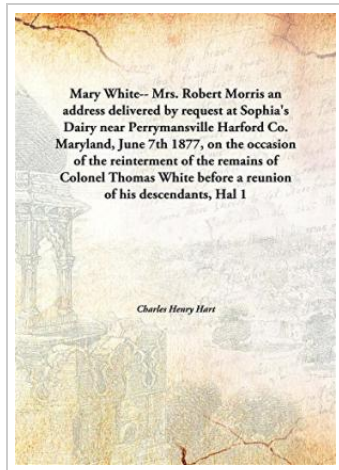 Mary White-- Mrs. Robert Morris an
address delivered by request at Sophia's
Dairy near Perrymansville Harford Co.
Maryland, June 7th 1877, on the occasion
of the reinterment of the remains of
Colonel Thomas White before a reunion
of his descendants, Hal 1
Charles Henry Hart